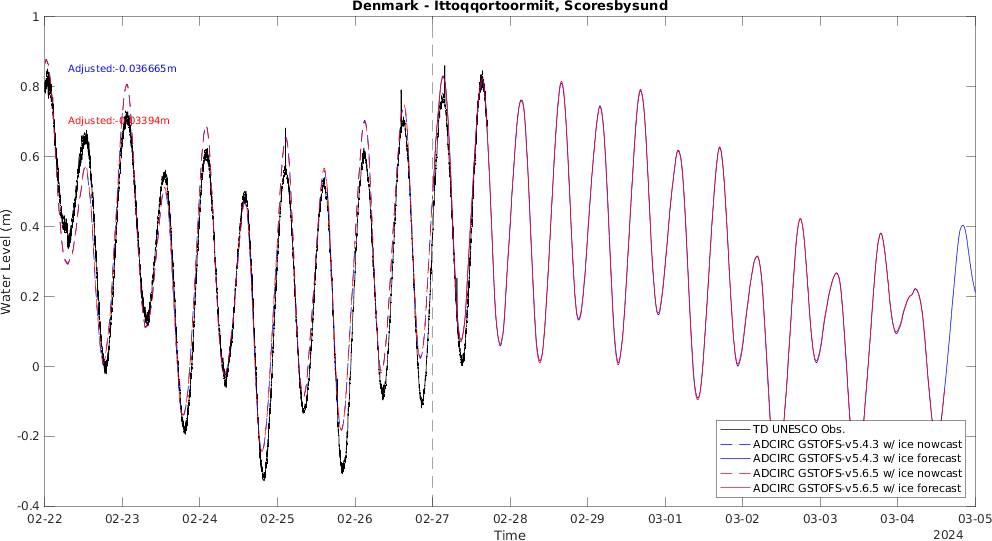 Denmark - Ittoqqortoormiit, Scoresbysund
Adjusted:-0.036665m
Adjusted:-0.03394m
Water Level (m)
1
0.8
0.6
0.4
0.2
0
-0.2
-0.4
TD UNESCO Obs.
ADCIRC GSTOFS-v5.4.3 w/ ice nowcast
ADCIRC GSTOFS-v5.4.3 w/ ice forecast
ADCIRC GSTOFS-v5.6.5 w/ ice nowcast
ADCIRC GSTOFS-v5.6.5 w/ ice forecast
02-22 02-23 02-24 02-25 02-26 02-27 02-28 02-29 03-01 03-02 03-03 03-04 03-05
Time
2024